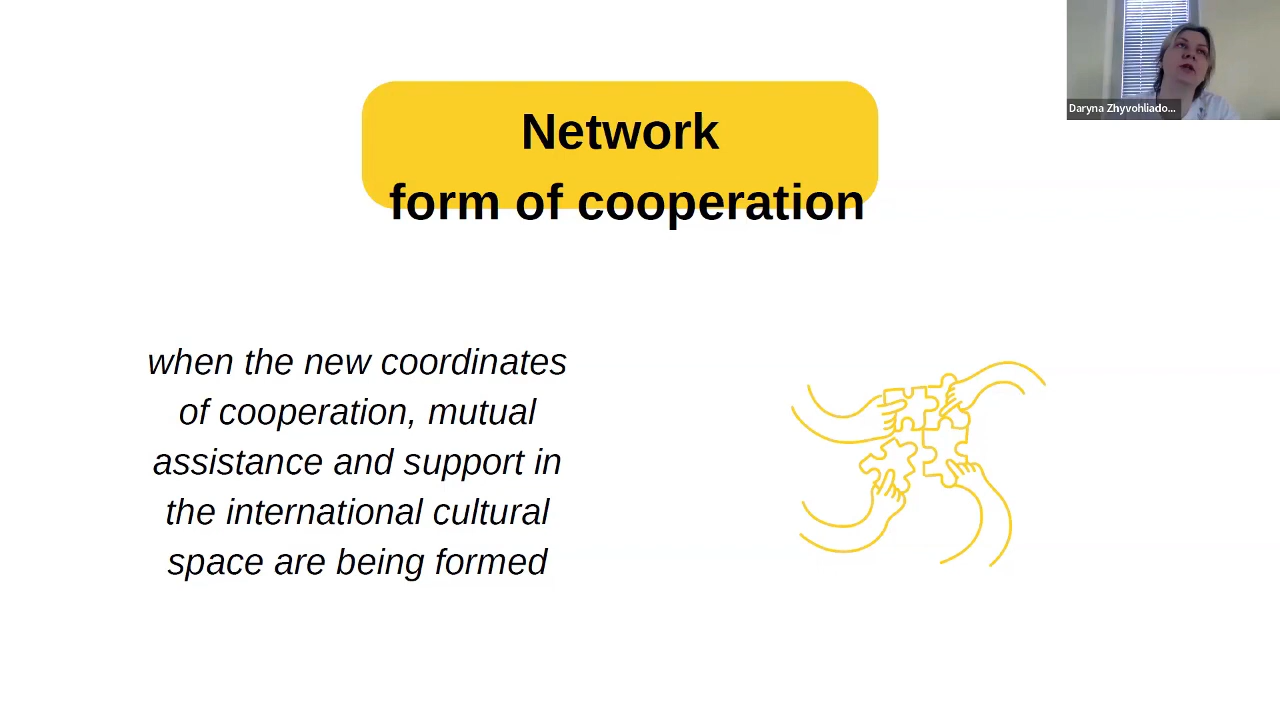 Network
form of cooperation
when the new coordinates
of cooperation, mutual
assistance and support in
the international cultural
space are being formed
Daryna Zhyvohliado...